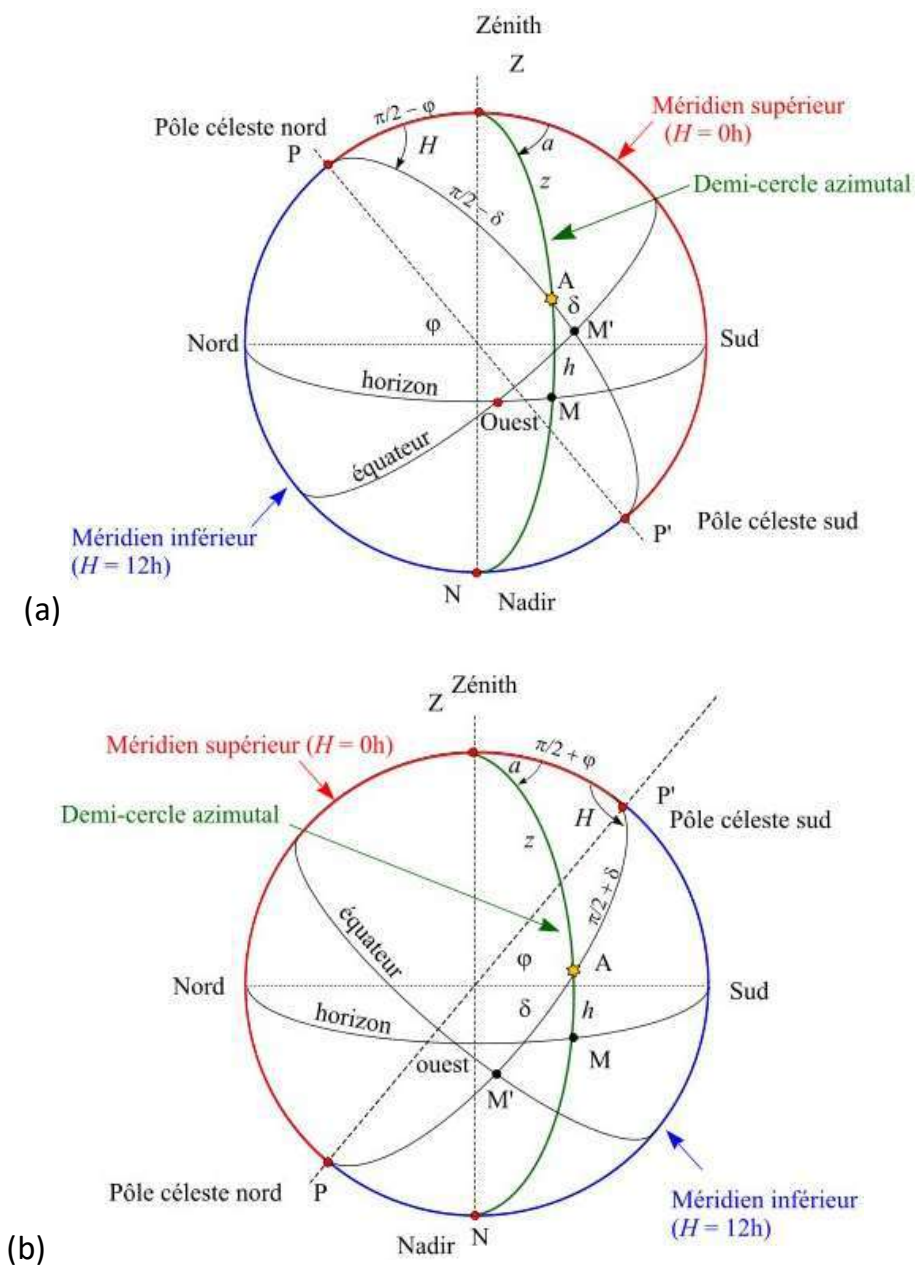 Zénith
Z
π/2 − φ
Méridien supérieur
(H = 0h)
Pôle céleste nord
P
H
a
z
Demi-cercle azimutal
π/2 − δ
A
δ
M'
φ
Nord
Sud
h
horizon
M
Ouest
équateur
Méridien inférieur
(H = 12h)
P'
Pôle céleste sud
N
Nadir
(a)
Zénith
Z
Méridien supérieur (H = 0h)
π/2 + φ
a
P'
Demi-cercle azimutal
H
Pôle céleste sud
z
π/2 + δ
équateur
φ
A
Nord
Sud
δ
h
horizon
M
ouest
M'
Pôle céleste nord
P
Méridien inférieur
(H = 12h)
Nadir
N
(b)